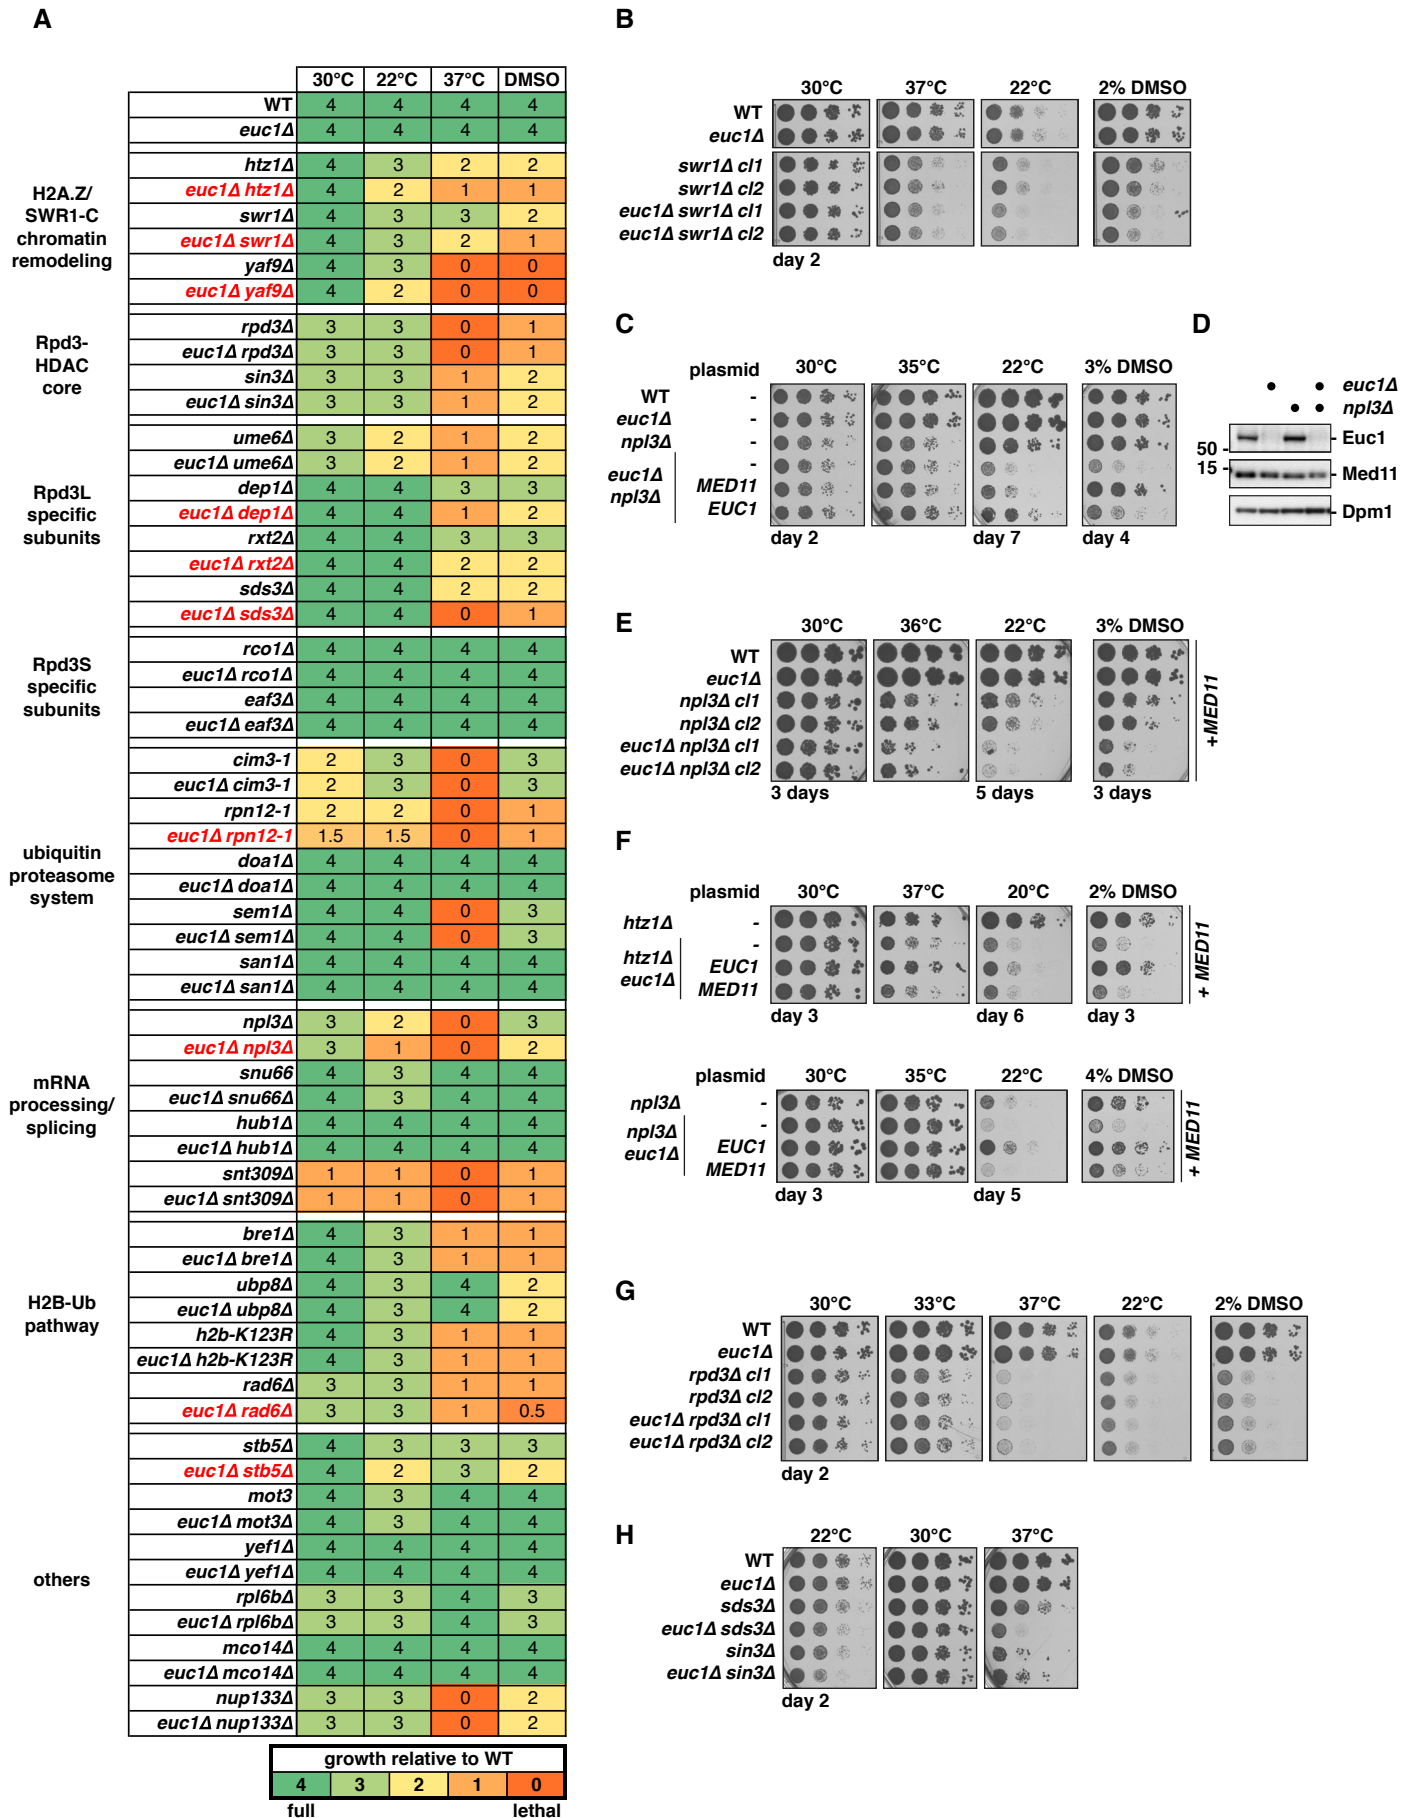 A
30°C 22°C 37°C DMSO
WT 4 4 4 4
euc1Δ 4 4 4 4
H2A.Z/
SWR1-C
chromatin
remodeling
htz1Δ 4 3 2 2
euc1Δ htz1Δ 4 2 1 1
swr1Δ 4 3 3 2
euc1Δ swr1Δ 4 3 2 1
yaf9Δ 4 3 0 0
euc1Δ yaf9Δ 4 2 0 0
Rpd3-
HDAC
core
rpd3Δ 3 3 0 1
euc1Δ rpd3Δ 3 3 0 1
sin3Δ 3 3 1 2
euc1Δ sin3Δ 3 3 1 2
Rpd3L
specific
subunits
ume6Δ 3 2 1 2
euc1Δ ume6Δ 3 2 1 2
dep1Δ 4 4 3 3
euc1Δ dep1Δ 4 4 1 2
rxt2Δ 4 4 3 3
euc1Δ rxt2Δ 4 4 2 2
sds3Δ 4 4 2 2
euc1Δ sds3Δ 4 4 0 1
Rpd3S
specific
subunits
rco1Δ 4 4 4 4
euc1Δ rco1Δ 4 4 4 4
eaf3Δ 4 4 4 4
euc1Δ eaf3Δ 4 4 4 4
ubiquitin
proteasome
system
cim3-1 2 3 0 3
euc1Δ cim3-1 2 3 0 3
rpn12-1 2 2 0 1
euc1Δ rpn12-1 1.5 1.5 0 1
doa1Δ 4 4 4 4
euc1Δ doa1Δ 4 4 4 4
sem1Δ 4 4 0 3
euc1Δ sem1Δ 4 4 0 3
san1Δ 4 4 4 4
euc1Δ san1Δ 4 4 4 4
mRNA
processing/
splicing
npl3Δ 3 2 0 3
euc1Δ npl3Δ 3 1 0 2
snu66 4 3 4 4
euc1Δ snu66Δ 4 3 4 4
hub1Δ 4 4 4 4
euc1Δ hub1Δ 4 4 4 4
snt309Δ 1 1 0 1
euc1Δ snt309Δ 1 1 0 1
H2B-Ub
pathway
bre1Δ 4 3 1 1
euc1Δ bre1Δ 4 3 1 1
ubp8Δ 4 3 4 2
euc1Δ ubp8Δ 4 3 4 2
h2b-K123R 4 3 1 1
euc1Δ h2b-K123R 4 3 1 1
rad6Δ 3 3 1 1
euc1Δ rad6Δ 3 3 1 0.5
others
stb5Δ 4 3 3 3
euc1Δ stb5Δ 4 2 3 2
mot3 4 3 4 4
euc1Δ mot3Δ 4 3 4 4
yef1Δ 4 4 4 4
euc1Δ yef1Δ 4 4 4 4
rpl6bΔ 3 3 4 3
euc1Δ rpl6bΔ 3 3 4 3
mco14Δ 4 4 4 4
euc1Δ mco14Δ 4 4 4 4
nup133Δ 3 3 0 2
euc1Δ nup133Δ 3 3 0 2
growth relative to WT
4 3 2 1 0
full lethal
B
30°C 37°C 22°C 2% DMSO
WT
euc1Δ
swr1Δ cl1
swr1Δ cl2
euc1Δ swr1Δ cl1
euc1Δ swr1Δ cl2
day 2
C
plasmid 30°C 35°C 22°C 3% DMSO
WT -
euc1Δ -
npl3Δ -
euc1Δ
npl3Δ
-
MED11
EUC1
day 2 day 7 day 4
D
● ● euc1Δ
● ● npl3Δ
50 - - Euc1
15 - - Med11
- Dpm1
E
30°C 36°C 22°C 3% DMSO
WT
euc1Δ
npl3Δ cl1
npl3Δ cl2
euc1Δ npl3Δ cl1
euc1Δ npl3Δ cl2
+MED11
3 days 5 days 3 days
F
plasmid 30°C 37°C 20°C 2% DMSO
htz1Δ -
htz1Δ
euc1Δ
-
EUC1
MED11
+ MED11
day 3 day 6 day 3
plasmid 30°C 35°C 22°C 4% DMSO
npl3Δ -
npl3Δ
euc1Δ
-
EUC1
MED11
+ MED11
day 3 day 5
G
30°C 33°C 37°C 22°C 2% DMSO
WT
euc1Δ
rpd3Δ cl1
rpd3Δ cl2
euc1Δ rpd3Δ cl1
euc1Δ rpd3Δ cl2
day 2
H
22°C 30°C 37°C
WT
euc1Δ
sds3Δ
euc1Δ sds3Δ
sin3Δ
euc1Δ sin3Δ
day 2